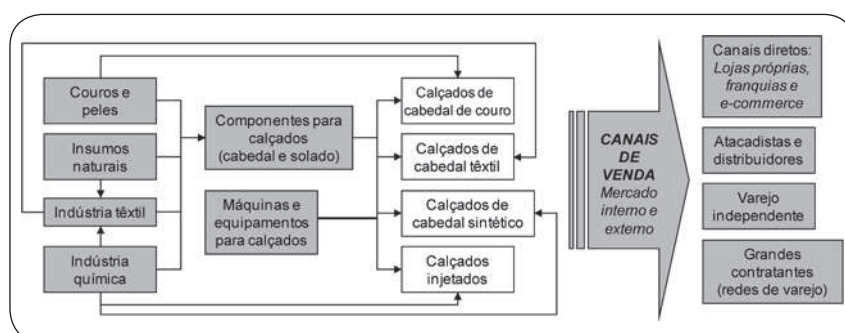 Couros e
peles
Insumos
naturais
Indústria têxtil
Indústria
química
Componentes para
calçados
(cabedal e solado)
Máquinas e
equipamentos
para calçados
Calçados de
cabedal de couro
Calçados de
cabedal têxtil
Calçados de
cabedal sintético
Calçados
injetados
CANAIS
DE
VENDA
Mercado
interno e
externo
Canais diretos:
Lojas próprias,
franquias e
e-commerce
Atacadistas e
distribuidores
Varejo
independente
Grandes
contratantes
(redes de varejo)